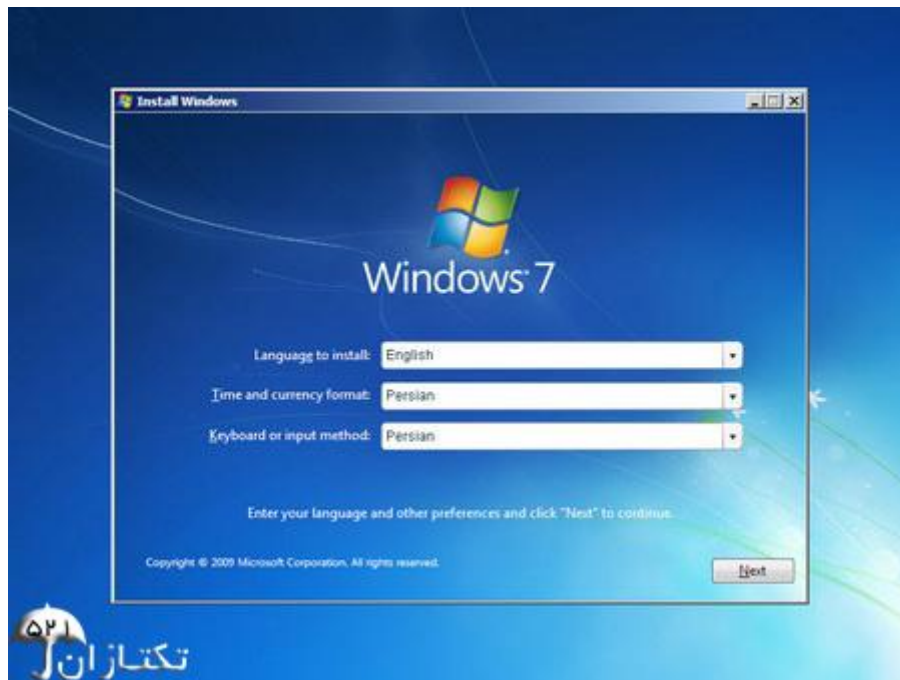 Install Windows
Windows 7
Language to install: English
Time and currency format: Persian
Keyboard or input method: Persian
Enter your language and other preferences and click "Next" to continue.
Copyright © 2009 Microsoft Corporation. All rights reserved.
Next
۵۲۱
تکتازان